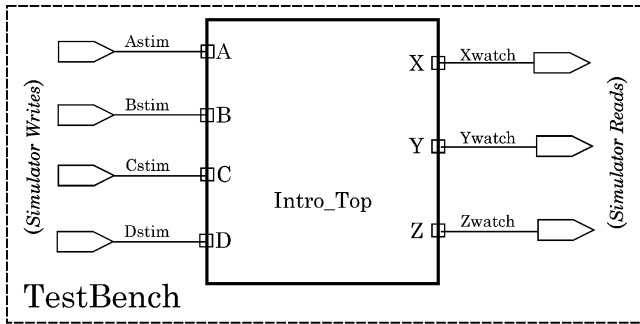 Astim
A
Bstim
B
Cstim
C
Dstim
D
(Simulator Writes)
Intro_Top
X
Xwatch
Y
Ywatch
Z
Zwatch
(Simulator Reads)
TestBench